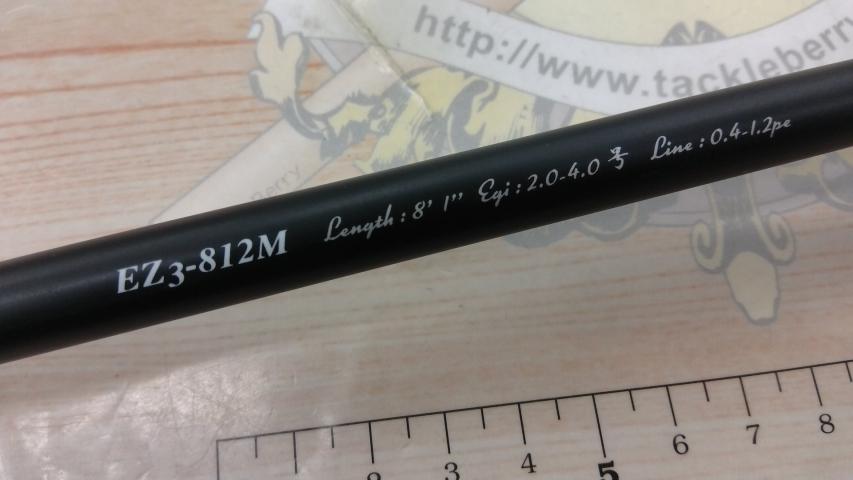 http://www.tackleberry
Berry
EZ3-812M Length : 8' 1" Egi : 2.0-4.0 号 Line : 0.4-1.2pe
2 3 4 5 6 7 8